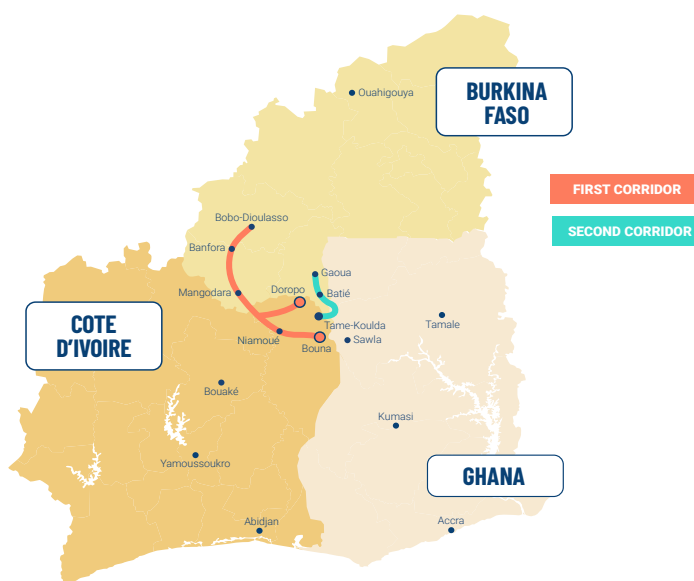 Ouahigouya
BURKINA
FASO
FIRST CORRIDOR
Bobo-Dioulasso
SECOND CORRIDOR
Banfora
Gaoua
Doropo
Mangodara
Batié
COTE
D'IVOIRE
Tame-Koulda
Tamale
Niamoué
Sawla
Bouna
Bouaké
Kumasi
Yamoussoukro
GHANA
Abidjan
Accra